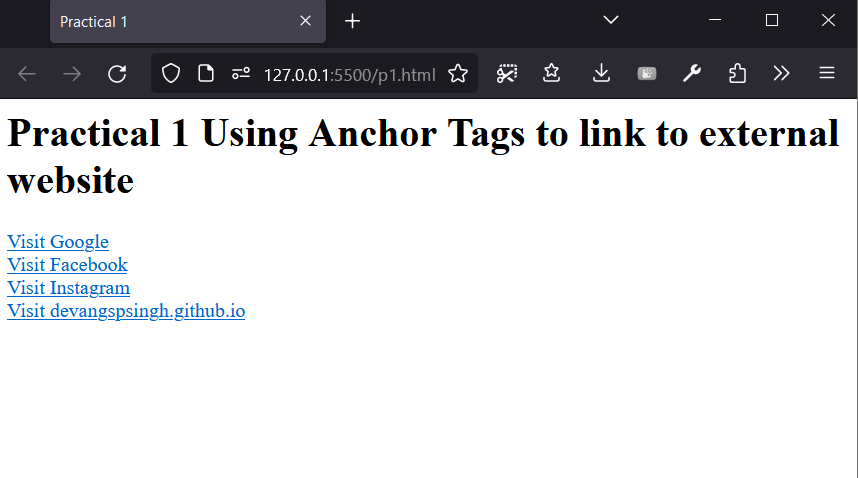 Practical 1
127.0.0.1:5500/p1.html
Practical 1 Using Anchor Tags to link to external
website
Visit Google
Visit Facebook
Visit Instagram
Visit devangspsingh.github.io